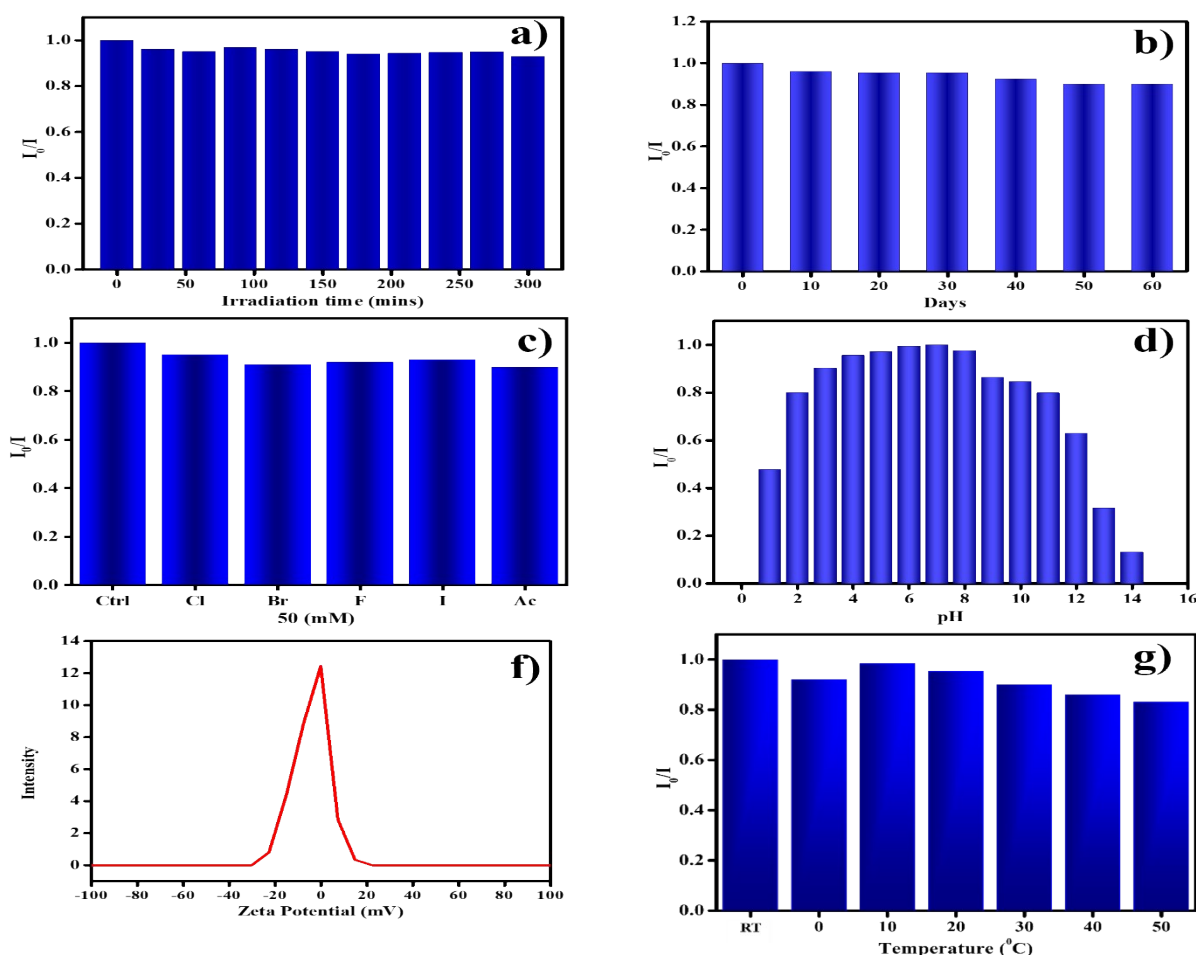 a)
1.0
0.8
0.6
0.4
0.2
0.0
I₀/I
0 50 100 150 200 250 300
Irradiation time (mins)
b)
1.2
1.0
0.8
0.6
0.4
0.2
0.0
I₀/I
0 10 20 30 40 50 60
Days
c)
1.0
0.8
0.6
0.4
0.2
0.0
I₀/I
Ctrl Cl Br F I Ac
50 (mM)
d)
1.0
0.8
0.6
0.4
0.2
0.0
I₀/I
0 2 4 6 8 10 12 14 16
pH
f)
14
12
10
8
6
4
2
0
Intensity
-100 -80 -60 -40 -20 0 20 40 60 80 100
Zeta Potential (mV)
g)
1.0
0.8
0.6
0.4
0.2
0.0
I₀/I
RT 0 10 20 30 40 50
Temperature (⁰C)